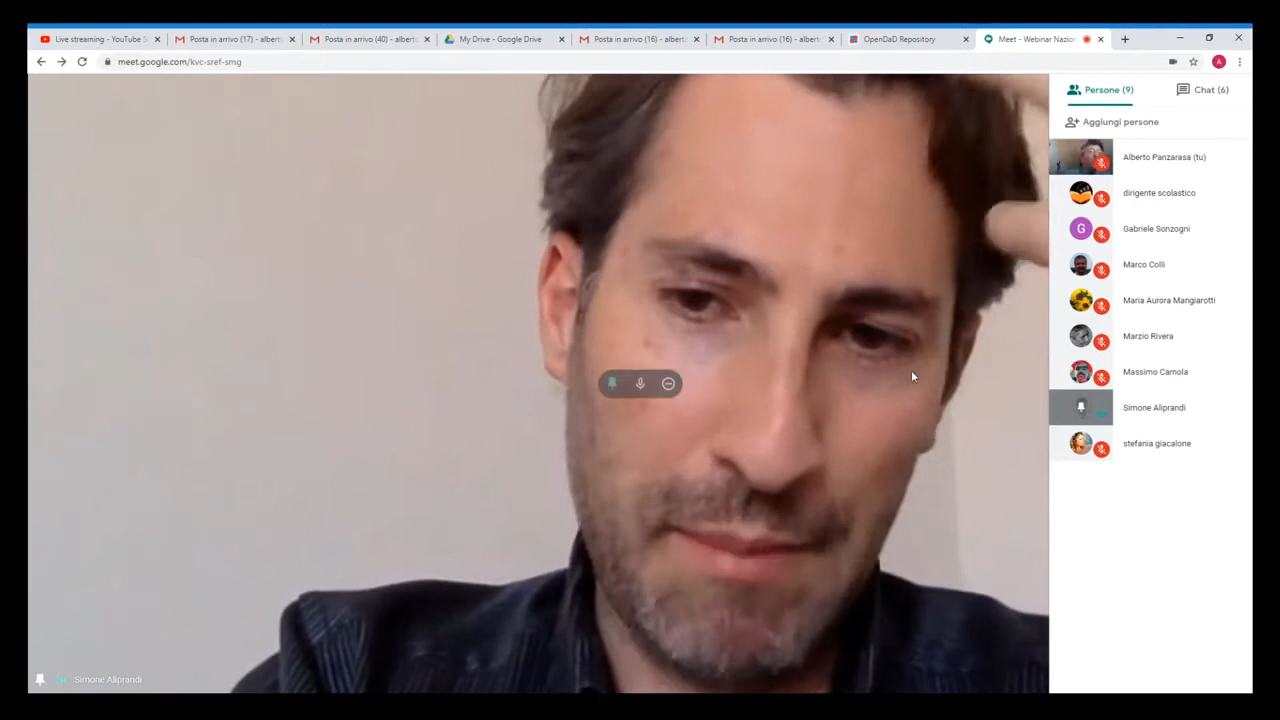 Live streaming - YouTube S
Posta in arrivo (17) - albert
Posta in arrivo (40) - albert
My Drive - Google Drive
Posta in arrivo (16) - albert
Posta in arrivo (16) - albert
OpenDaD Repository
Meet - Webinar Nazion
meet.google.com/kvc-sref-smg
A
Persone (9)
Chat (6)
Aggiungi persone
Alberto Panzarasa (tu)
dirigente scolastico
G
Gabriele Sonzogni
Marco Colli
Maria Aurora Mangiarotti
Marzio Rivera
Massimo Carnola
Simone Aliprandi
stefania giacalone
Simone Aliprandi